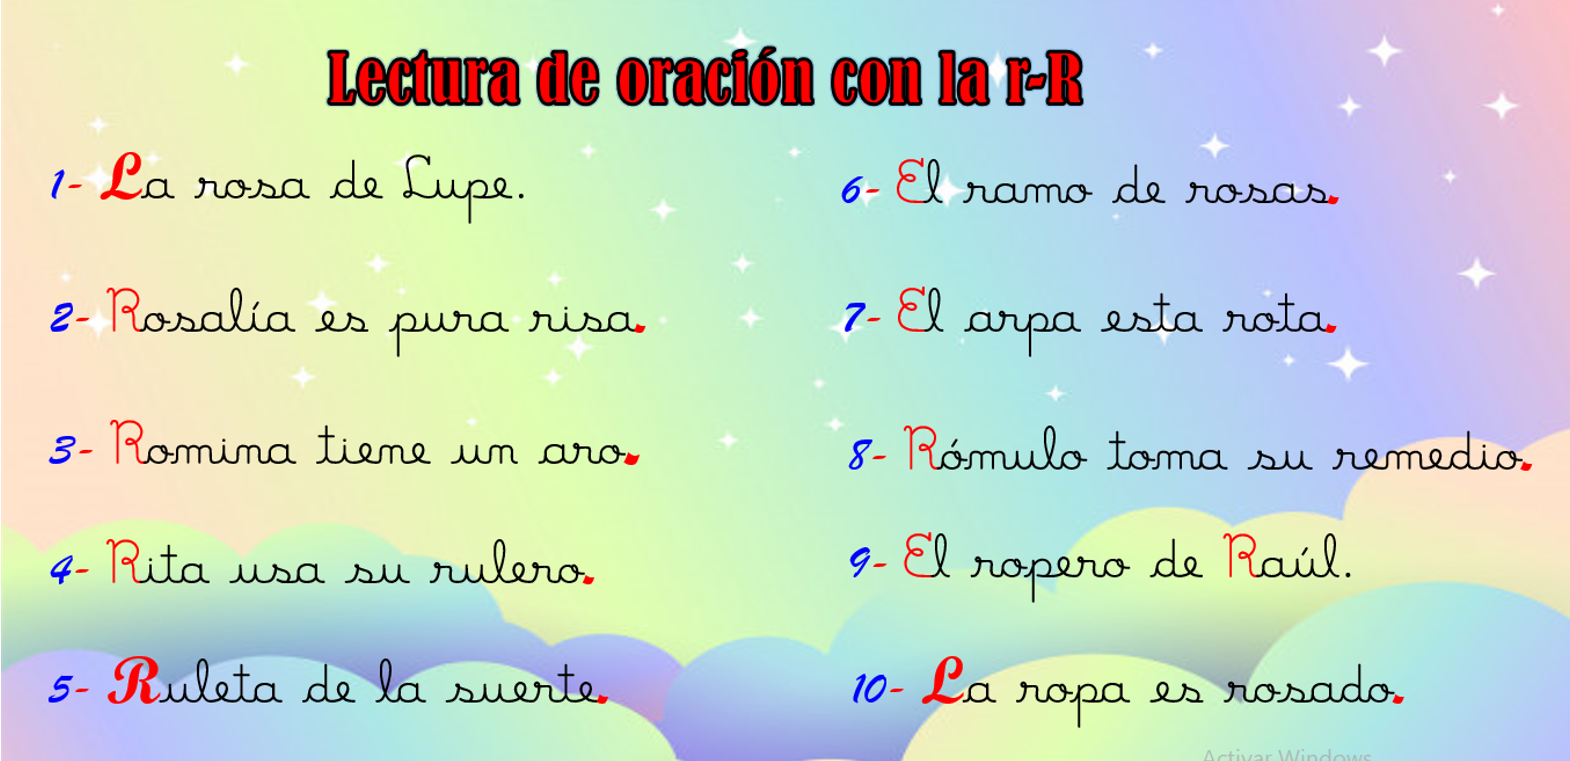 Lectura de oración con la r-R
1- La rosa de Lupe.
2- Rosalía es pura risa.
3- Romina tiene un aro.
4- Rita usa su rulero.
5- Ruleta de la suerte.
6- El ramo de rosas.
7- El arpa esta rota.
8- Rómulo toma su remedio.
9- El ropero de Raúl.
10- La ropa es rosado.
Activar Windows